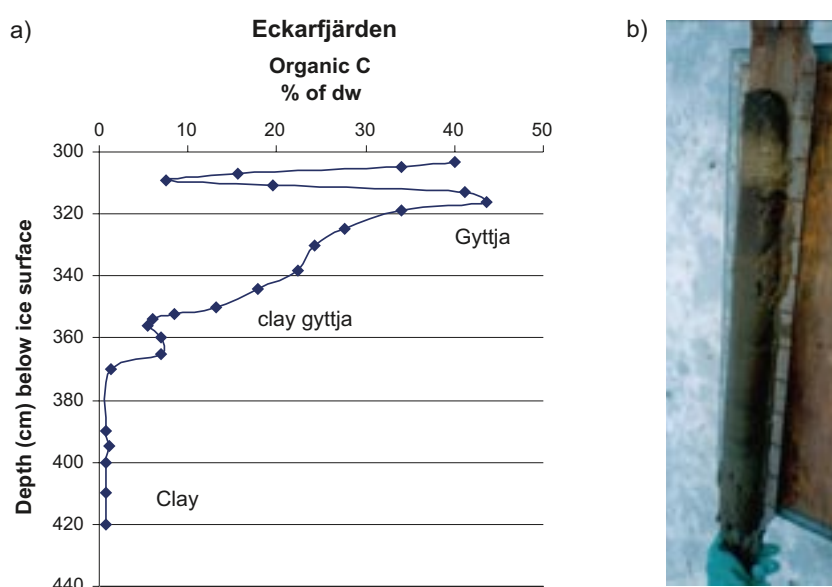 a)
Eckarfjärden
Organic C
% of dw
0 10 20 30 40 50
300
320
340
360
380
400
420
440
Depth (cm) below ice surface
Gyttja
clay gyttja
Clay
b)